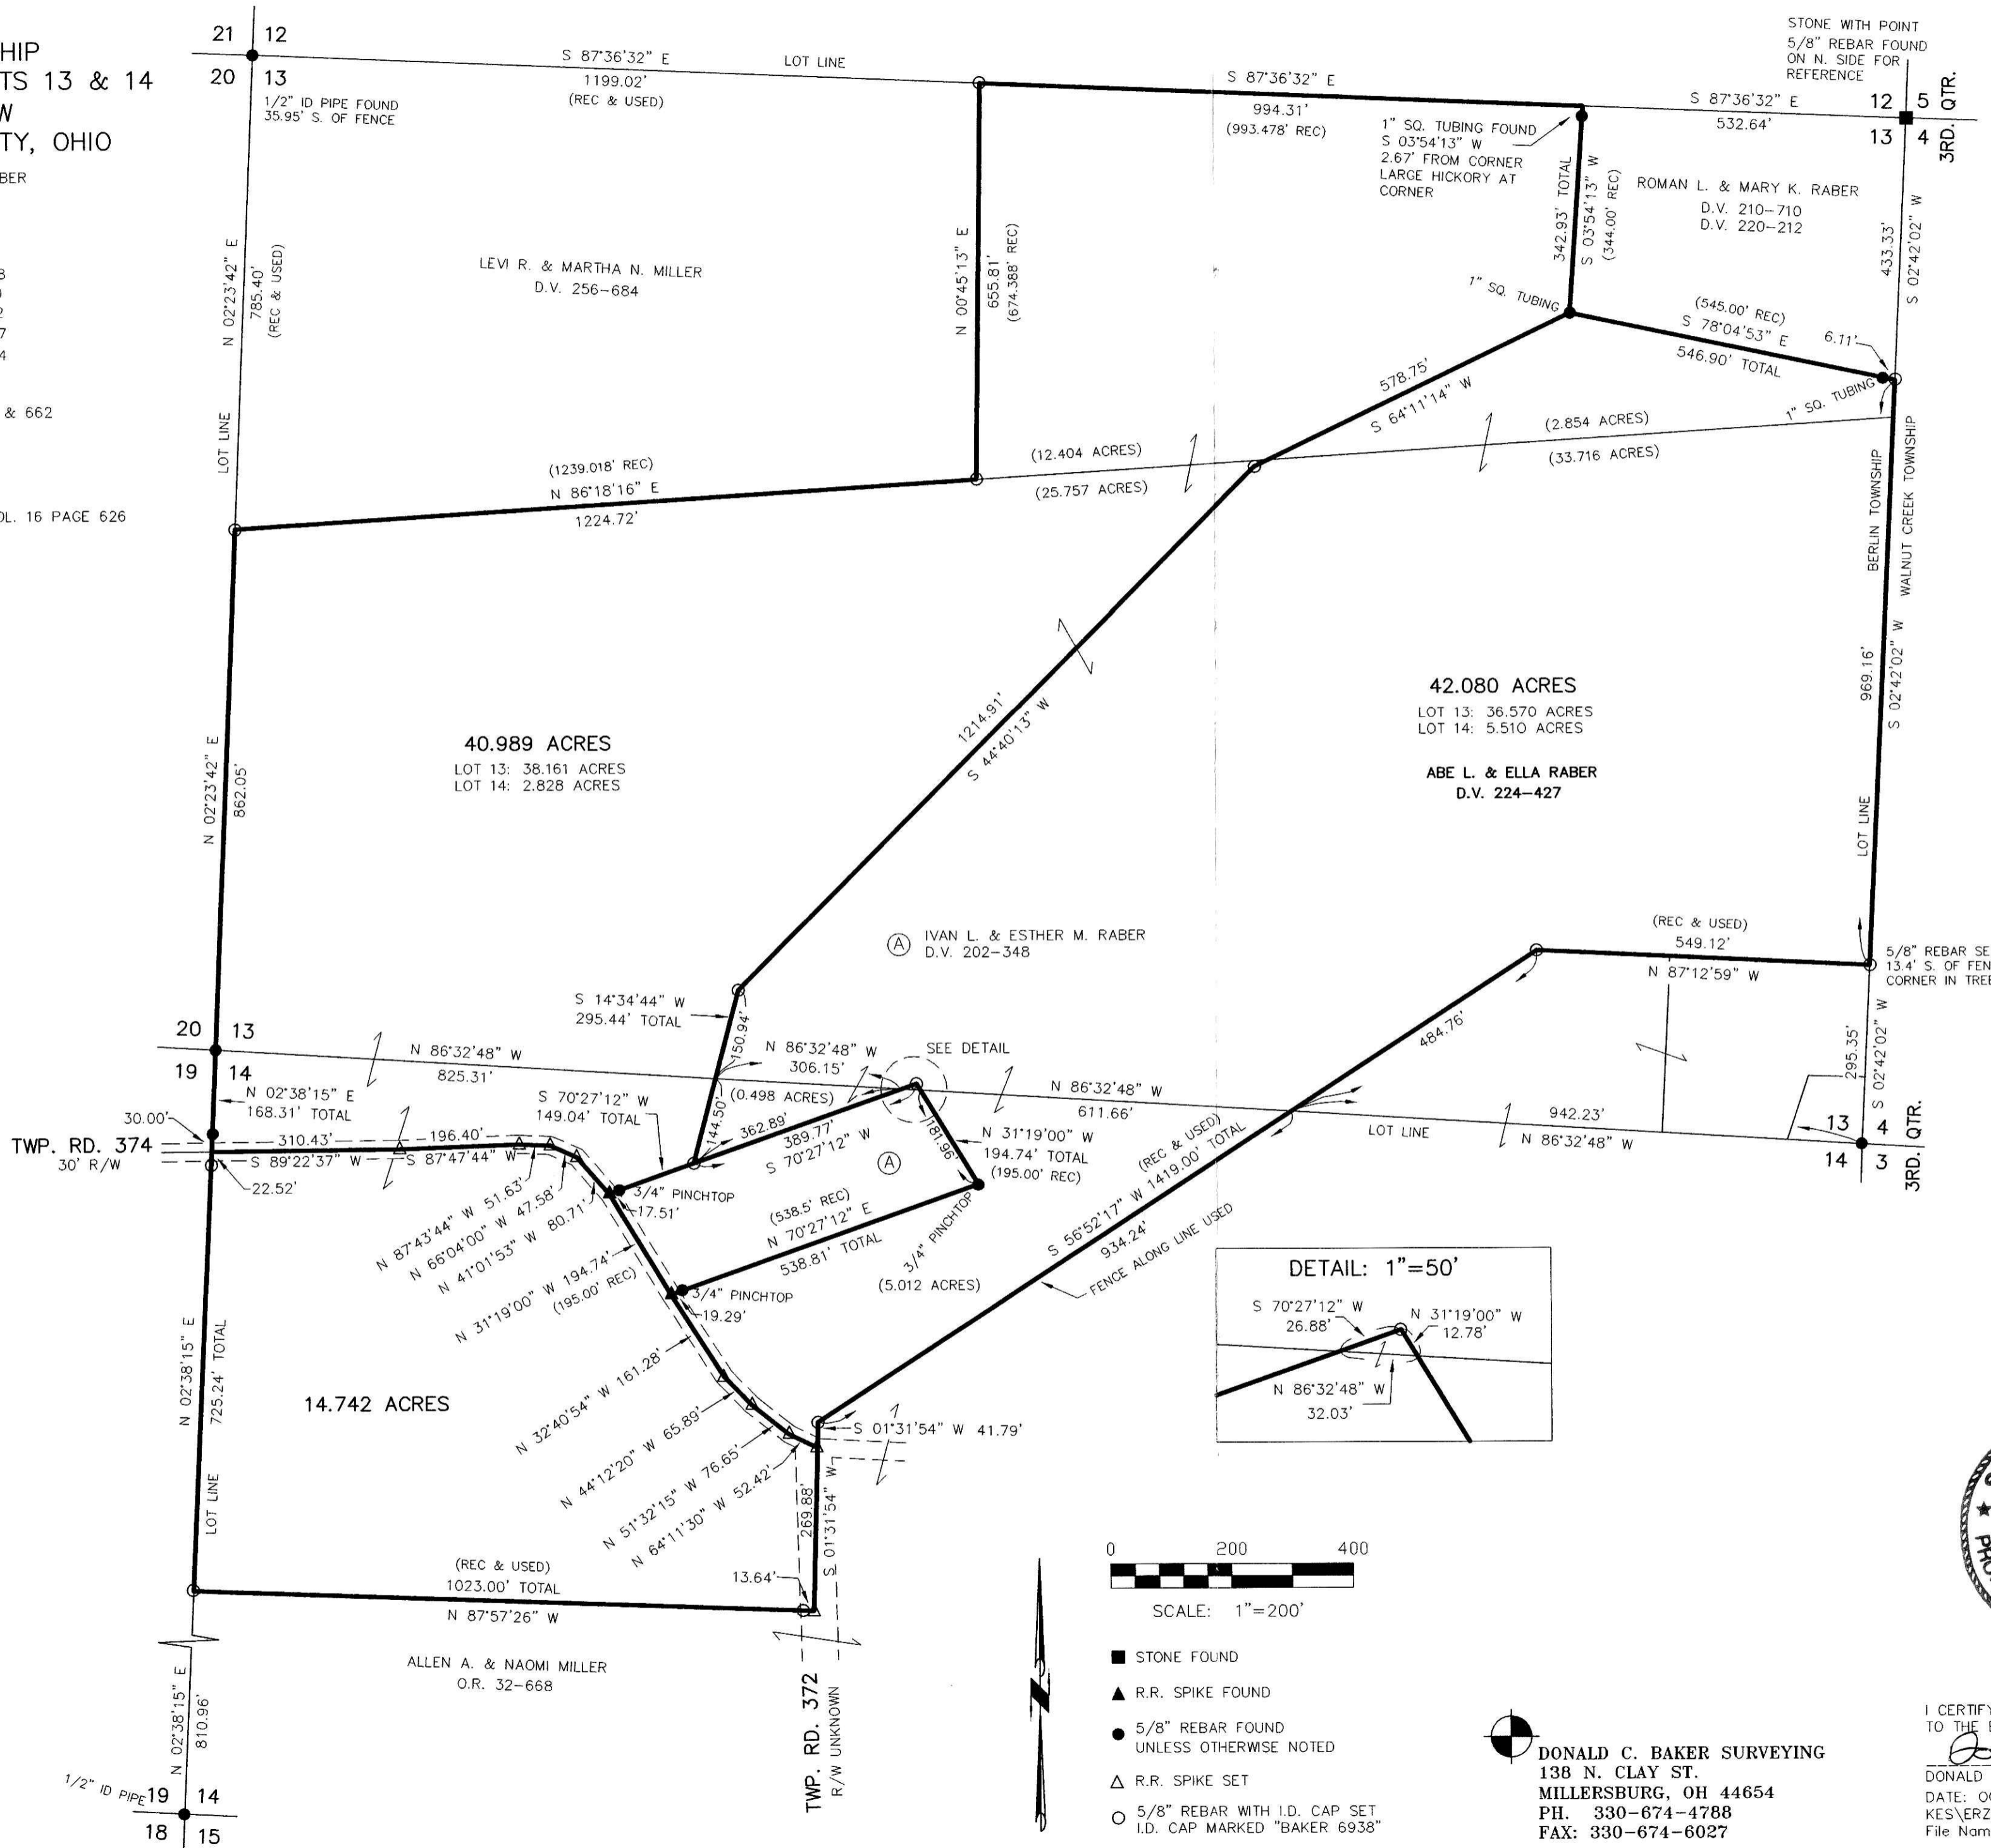 HIP
TS 13 & 14
W
TY, OHIO
BER
8
2
7
4
& 662
OL. 16 PAGE 626
21 12
20 13
1/2" ID PIPE FOUND
35.95' S. OF FENCE
S 87°36'32" E
1199.02'
(REC & USED)
LOT LINE
S 87°36'32" E
994.31'
(993.478' REC)
1" SQ. TUBING FOUND
S 03°54'13" W
2.67' FROM CORNER
LARGE HICKORY AT
CORNER
S 87°36'32" E
532.64'
STONE WITH POINT
5/8" REBAR FOUND
ON N. SIDE FOR
REFERENCE
12 5
13 4
3RD. QTR.
ROMAN L. & MARY K. RABER
D.V. 210-710
D.V. 220-212
342.93' TOTAL
S 03°54'13" W
(344.00' REC)
433.33'
S 02°42'02" W
N 02°23'42" E
785.40'
(REC & USED)
LOT LINE
LEVI R. & MARTHA N. MILLER
D.V. 256-684
N 00°45'13" E
655.81'
(674.388' REC)
1" SQ. TUBING
(545.00' REC)
S 78°04'53" E
546.90' TOTAL
6.11'
1" SQ. TUBING
578.75'
S 64°11'14" W
(2.854 ACRES)
(33.716 ACRES)
(12.404 ACRES)
(25.757 ACRES)
(1239.018' REC)
N 86°18'16" E
1224.72'
BERLIN TOWNSHIP
WALNUT CREEK TOWNSHIP
969.16'
S 02°42'02" W
LOT LINE
N 02°23'42" E
862.05'
40.989 ACRES
LOT 13: 38.161 ACRES
LOT 14: 2.828 ACRES
1214.91'
S 44°40'13" W
42.080 ACRES
LOT 13: 36.570 ACRES
LOT 14: 5.510 ACRES
ABE L. & ELLA RABER
D.V. 224-427
A IVAN L. & ESTHER M. RABER
D.V. 202-348
(REC & USED)
549.12'
N 87°12'59" W
5/8" REBAR SE
13.4' S. OF FEN
CORNER IN TREE
S 14°34'44" W
295.44' TOTAL
150.94'
484.76'
295.35'
S 02°42'02" W
20 13
19 14
N 86°32'48" W
825.31'
N 86°32'48" W
306.15'
SEE DETAIL
N 86°32'48" W
611.66'
942.23'
N 86°32'48" W
LOT LINE
13 4
14 3
3RD. QTR.
N 02°38'15" E
168.31' TOTAL
30.00'
TWP. RD. 374
30' R/W
310.43'
S 89°22'37" W
196.40'
S 87°47'44" W
22.52'
S 70°27'12" W
149.04' TOTAL
144.50'
(0.498 ACRES)
362.89'
389.77'
S 70°27'12" W
A
181.96'
N 31°19'00" W
194.74' TOTAL
(195.00' REC)
3/4" PINCHTOP
17.51'
N 87°43'44" W 51.63'
N 66°04'00" W 47.58'
N 41°01'53" W 80.71'
N 31°19'00" W 194.74'
(195.00' REC)
(538.5' REC)
N 70°27'12" E
538.81' TOTAL
3/4" PINCHTOP
(5.012 ACRES)
3/4" PINCHTOP
19.29'
(REC & USED)
S 56°52'17" W 1419.00' TOTAL
934.24'
FENCE ALONG LINE USED
DETAIL: 1"=50'
S 70°27'12" W
26.88'
N 31°19'00" W
12.78'
N 86°32'48" W
32.03'
N 02°38'15" E
725.24' TOTAL
LOT LINE
14.742 ACRES
N 32°40'54" W 161.28'
N 44°12'20" W 65.89'
N 51°32'15" W 76.65'
N 64°11'30" W 52.42'
S 01°31'54" W 41.79'
269.88'
S 01°31'54" W
13.64'
(REC & USED)
1023.00' TOTAL
N 87°57'26" W
ALLEN A. & NAOMI MILLER
O.R. 32-668
N 02°38'15" E
810.96'
1/2" ID PIPE
19 14
18 15
TWP. RD. 372
R/W UNKNOWN
N
0 200 400
SCALE: 1"=200'
STONE FOUND
R.R. SPIKE FOUND
5/8" REBAR FOUND
UNLESS OTHERWISE NOTED
R.R. SPIKE SET
5/8" REBAR WITH I.D. CAP SET
I.D. CAP MARKED "BAKER 6938"
DONALD C. BAKER SURVEYING
138 N. CLAY ST.
MILLERSBURG, OH 44654
PH. 330-674-4788
FAX: 330-674-6027
I CERTIFY
TO THE
DONALD
DATE:
KES\ERZ
File Nam